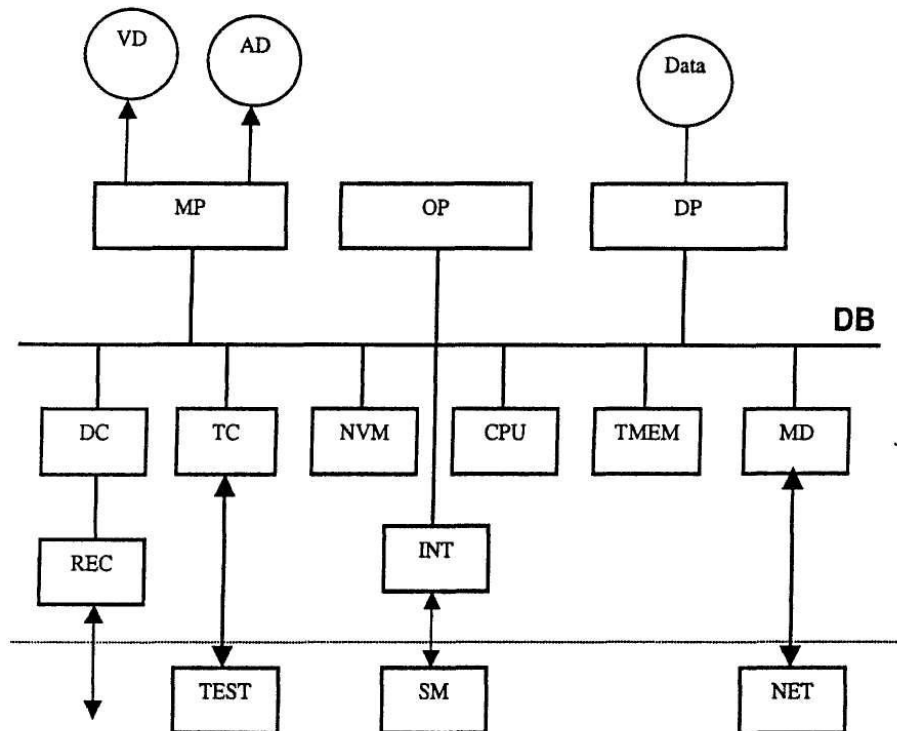 VD
AD
Data
MP
OP
DP
DB
DC
TC
NVM
CPU
TMEM
MD
REC
INT
TEST
SM
NET